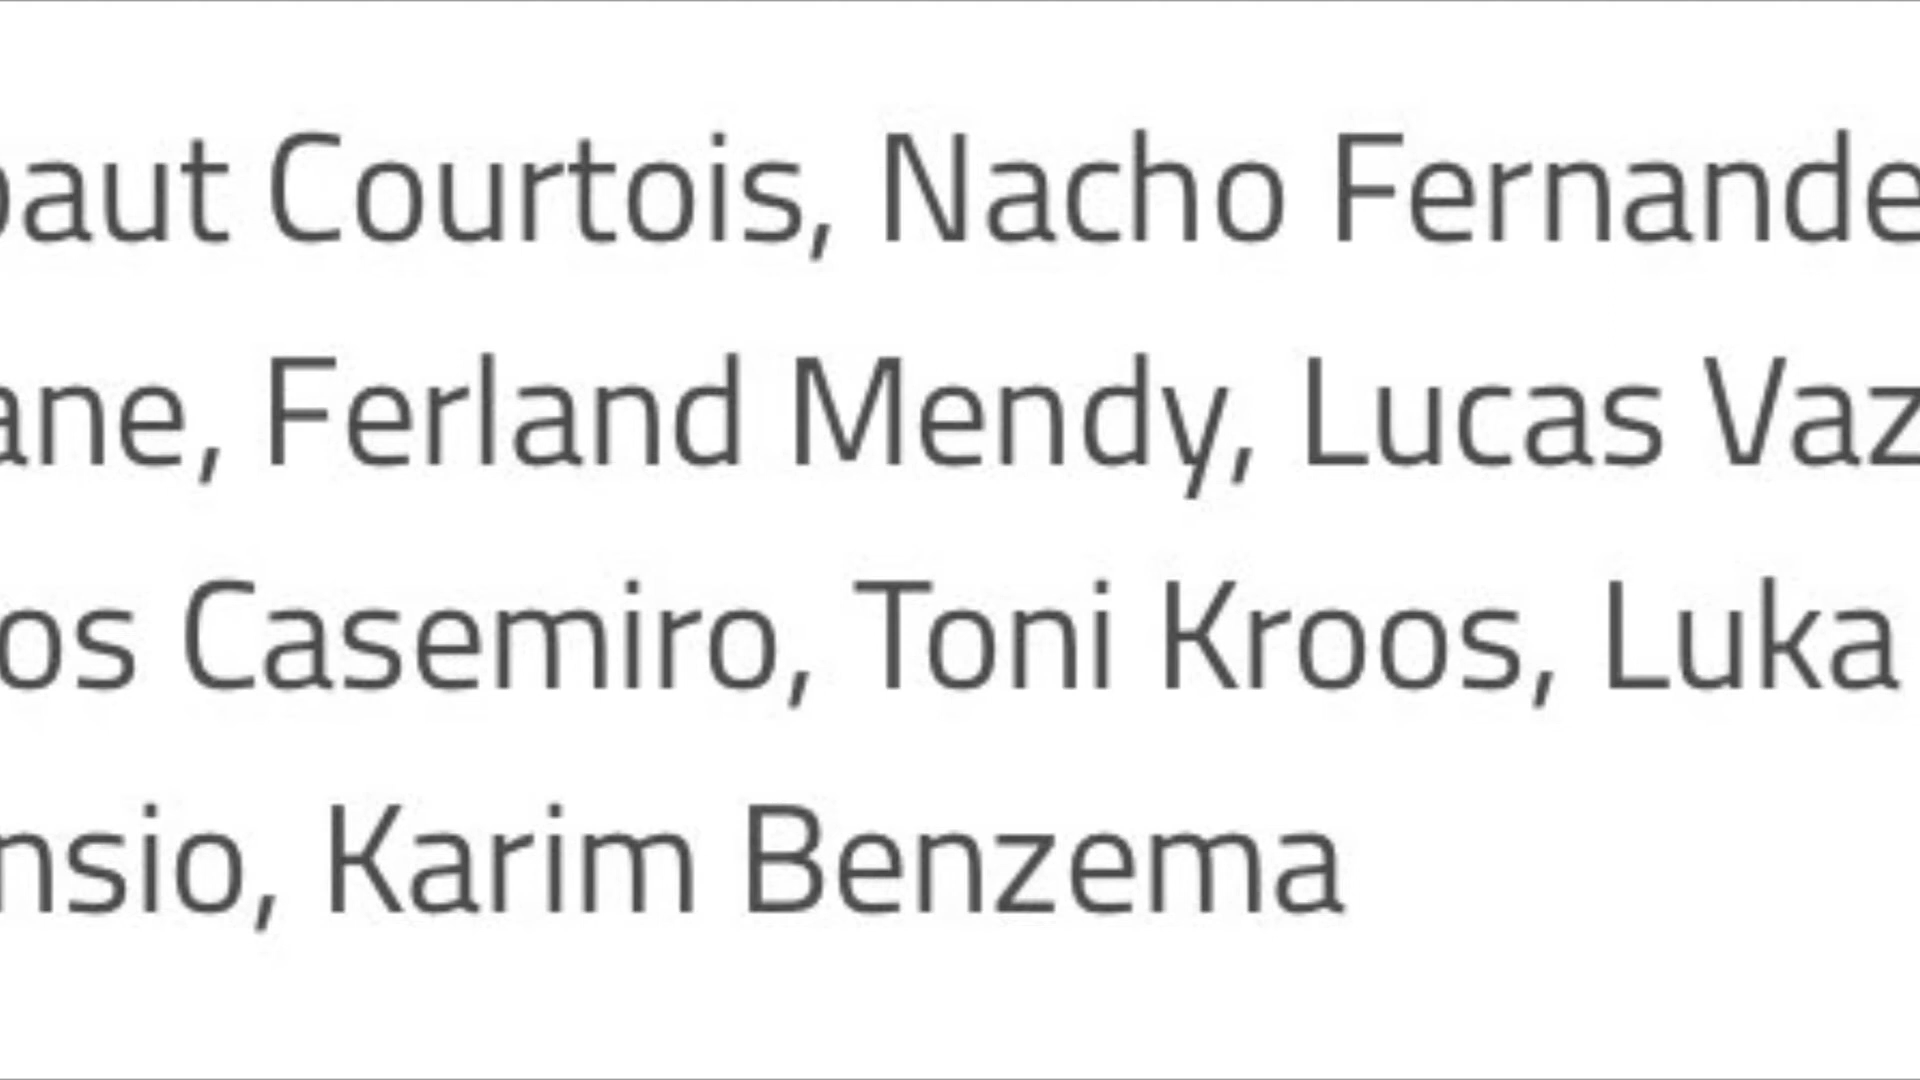 baut Courtois, Nacho Fernande
ane, Ferland Mendy, Lucas Vaz
os Casemiro, Toni Kroos, Luka
nsio, Karim Benzema